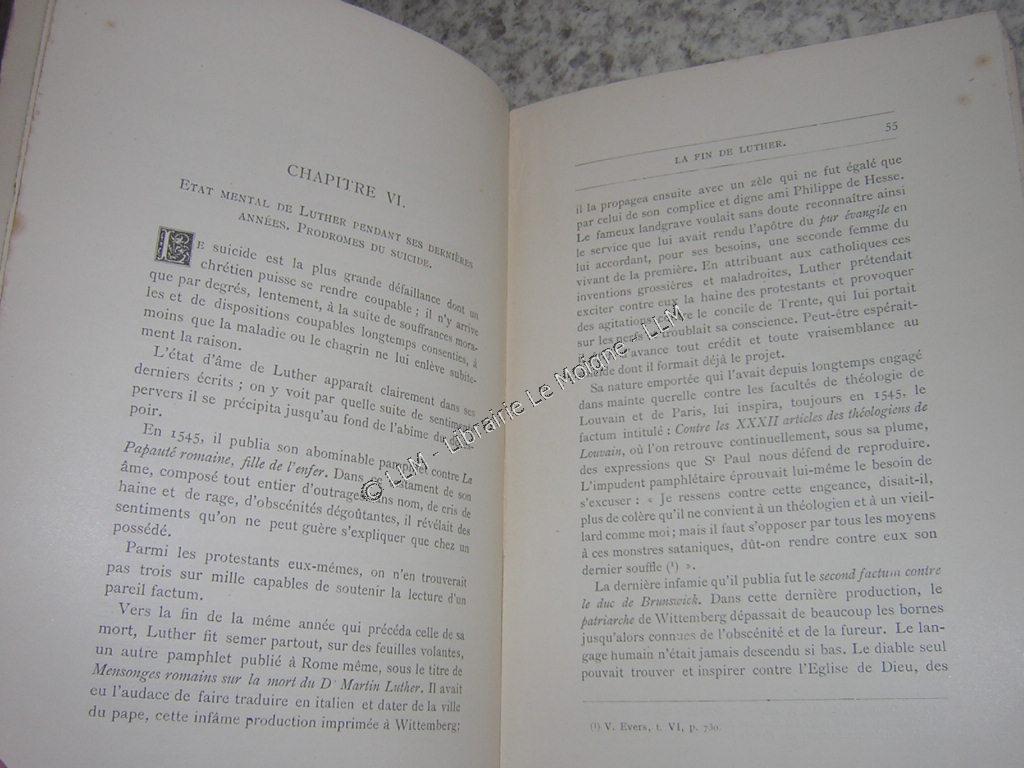 CHAPITRE VI.
ETAT MENTAL DE LUTHER PENDANT SES DERNIÈRES
ANNÉES. PRODROMES DU SUICIDE.
LE suicide est la plus grande défaillance dont un
chrétien puisse se rendre coupable ; il n'y arrive
que par degrés, lentement, à la suite de souffrances mora-
les et de dispositions coupables longtemps consenties, à
moins que la maladie ou le chagrin ne lui enlève subite-
ment la raison.
L'état d'âme de Luther apparaît clairement dans ses
derniers écrits ; on y voit par quelle suite de sentiments
pervers il se précipita jusqu'au fond de l'abime du
poir.
En 1545, il publia son abominable pamphlet contre La
Papauté romaine, fille de l'enfer. Dans ce testament de son
âme, composé tout entier d'outrages sans nom, de cris de
haine et de rage, d'obscénités dégoûtantes, il révélait des
sentiments qu'on ne peut guère s'expliquer que chez un
possédé.
Parmi les protestants eux-mêmes, on n'en trouverait
pas trois sur mille capables de soutenir la lecture d'un
pareil factum.
Vers la fin de la même année qui précéda celle de sa
mort, Luther fit semer partout, sur des feuilles volantes,
un autre pamphlet publié à Rome même, sous le titre de
Mensonges romains sur la mort du Dr Martin Luther. Il avait
eu l'audace de faire traduire en italien et dater de la ville
du pape, cette infâme production imprimée à Wittemberg;
LA FIN DE LUTHER. 55
il la propagea ensuite avec un zèle qui ne fut égalé que
par celui de son complice et digne ami Philippe de Hesse.
Le fameux landgrave voulait sans doute reconnaître ainsi
le service que lui avait rendu l'apôtre du pur évangile en
lui accordant, pour ses besoins, une seconde femme du
vivant de la première. En attribuant aux catholiques ces
inventions grossières et maladroites, Luther prétendait
exciter contre eux la haine des protestants et provoquer
des agitations contre le concile de Trente, qui lui portait
sur les nerfs et troublait sa conscience. Peut-être espérait-
d'avance tout crédit et toute vraisemblance au
suicide dont il formait déjà le projet.
Sa nature emportée qui l'avait depuis longtemps engagé
dans mainte querelle contre les facultés de théologie de
Louvain et de Paris, lui inspira, toujours en 1545, le
factum intitulé : Contre les XXXII articles des théologiens de
Louvain, où l'on retrouve continuellement, sous sa plume,
des expressions que St Paul nous défend de reproduire.
L'impudent pamphlétaire éprouvait lui-même le besoin de
s'excuser : « Je ressens contre cette engeance, disait-il,
plus de colère qu'il ne convient à un théologien et à un vieil-
lard comme moi ; mais il faut s'opposer par tous les moyens
à ces monstres sataniques, dût-on rendre contre eux son
dernier souffle (1) ».
La dernière infamie qu'il publia fut le second factum contre
le duc de Brunswick. Dans cette dernière production, le
patriarche de Wittemberg dépassait de beaucoup les bornes
jusqu'alors connues de l'obscénité et de la fureur. Le lan-
gage humain n'était jamais descendu si bas. Le diable seul
pouvait trouver et inspirer contre l'Eglise de Dieu, des
(1) V. Evers, t. VI, p. 730.
© LLM - Librairie Le Moigne - LLM